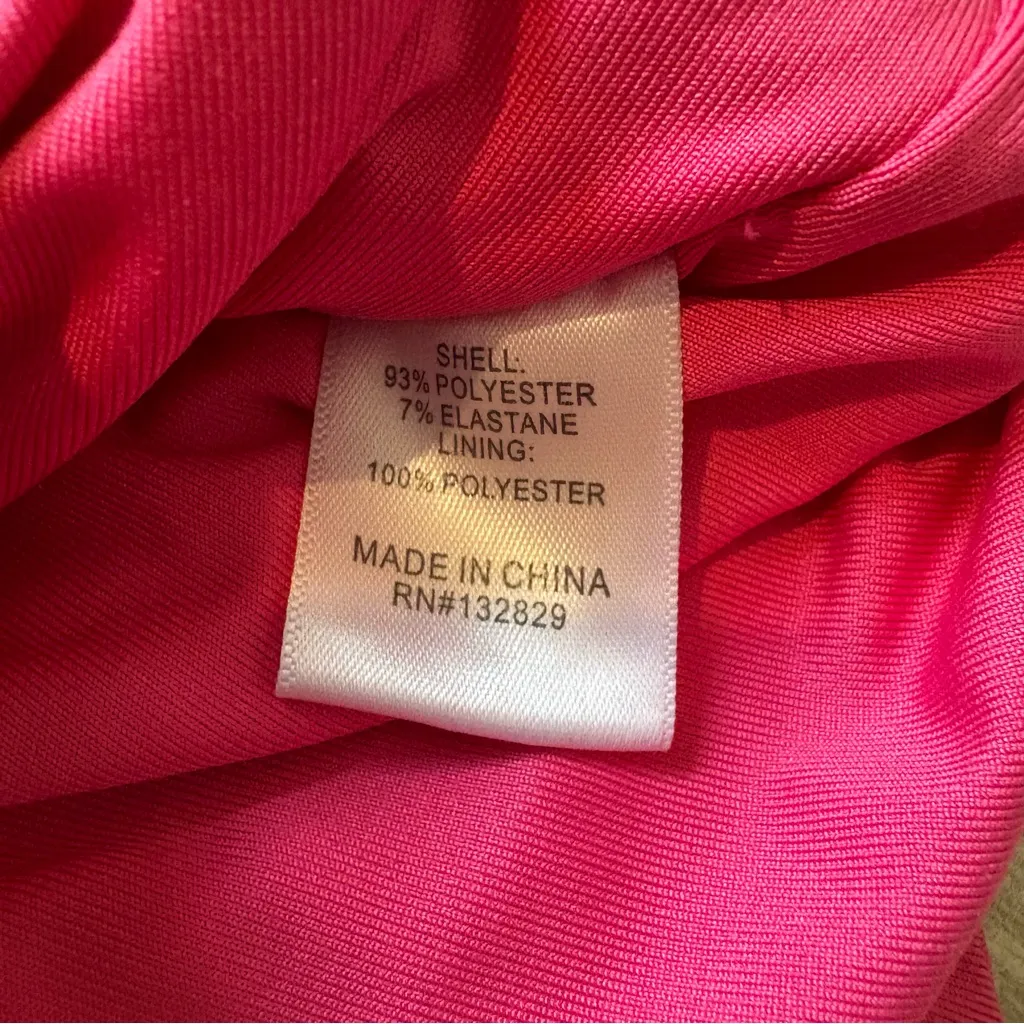 SHELL:
93% POLYESTER
7% ELASTANE
LINING:
100% POLYESTER
MADE IN CHINA
RN#132829